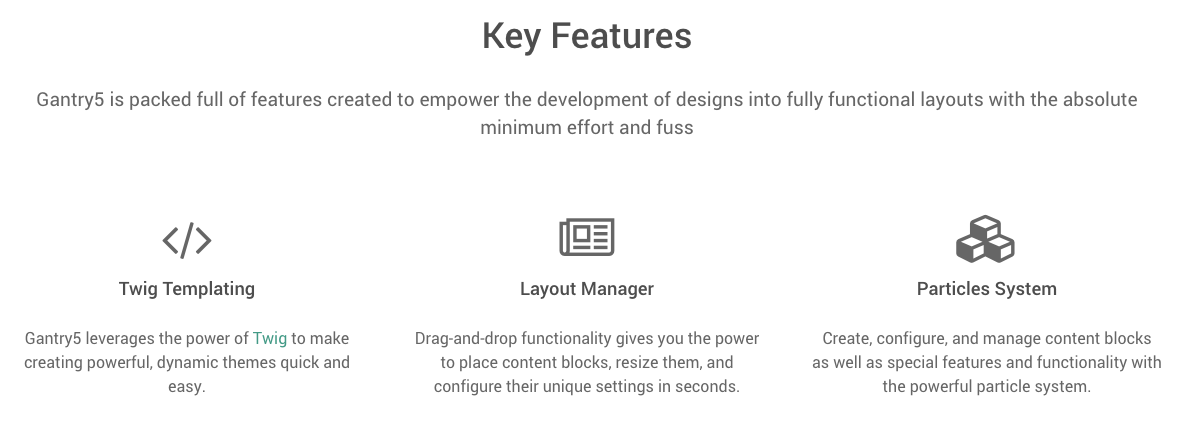 Key Features
Gantry5 is packed full of features created to empower the development of designs into fully functional layouts with the absolute
minimum effort and fuss
Twig Templating
Gantry5 leverages the power of Twig to make
creating powerful, dynamic themes quick and
easy.
Layout Manager
Drag-and-drop functionality gives you the power
to place content blocks, resize them, and
configure their unique settings in seconds.
Particles System
Create, configure, and manage content blocks
as well as special features and functionality with
the powerful particle system.